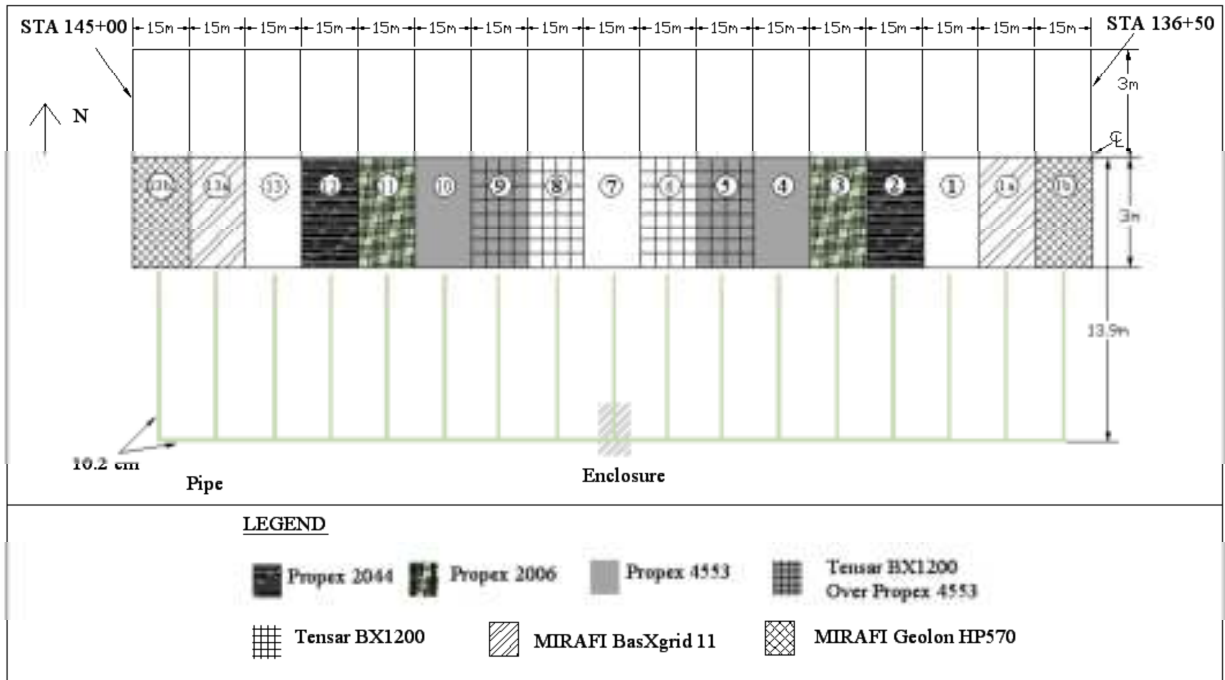 STA 145+00 15m 15m 15m 15m 15m 15m 15m 15m 15m 15m 15m 15m 15m 15m 15m 15m 15m STA 136+50
3m
N
℄
13b 13a 13 12 11 10 9 8 7 6 5 4 3 2 1 1a 1b
3m
13.9m
10.2 cm
Pipe
Enclosure
LEGEND
Propex 2044 Propex 2006 Propex 4553 Tensar BX1200
Over Propex 4553
Tensar BX1200 MIRAFI BasXgrid 11 MIRAFI Geolon HP570